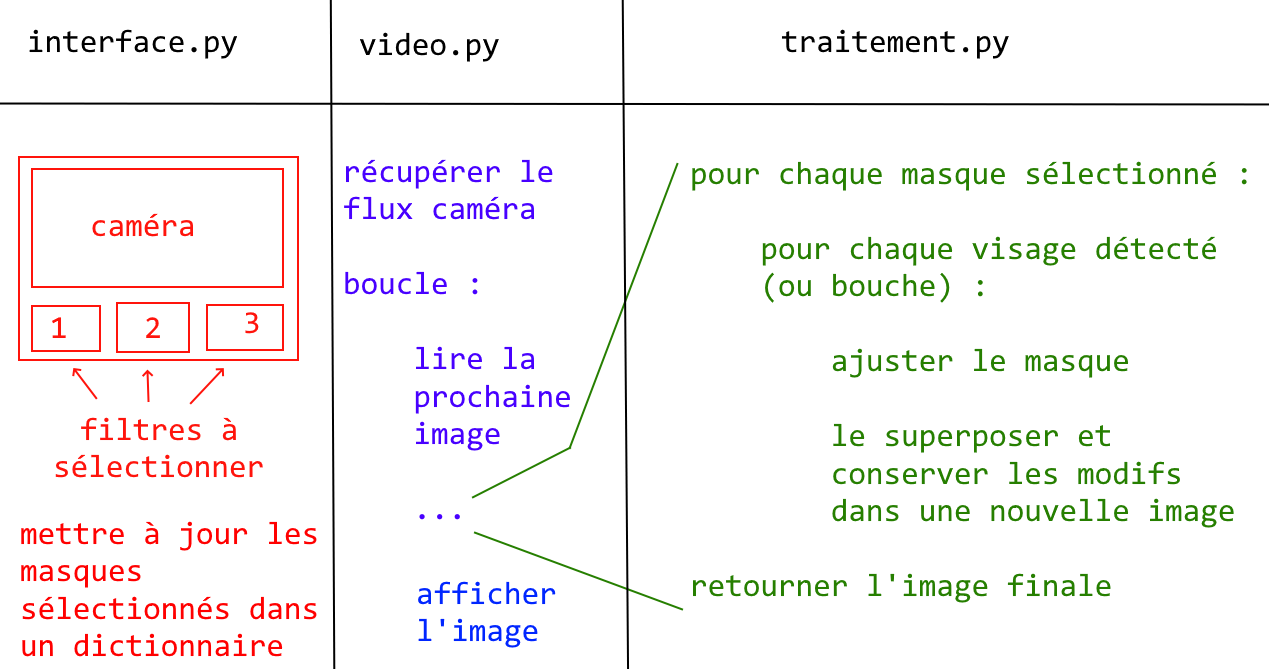 interface.py
video.py
traitement.py
caméra
1
2
3
filtres à
sélectionner
mettre à jour les
masques
sélectionnés dans
un dictionnaire
récupérer le
flux caméra
boucle :
lire la
prochaine
image
...
afficher
l'image
pour chaque masque sélectionné :
pour chaque visage détecté
(ou bouche) :
ajuster le masque
le superposer et
conserver les modifs
dans une nouvelle image
retourner l'image finale